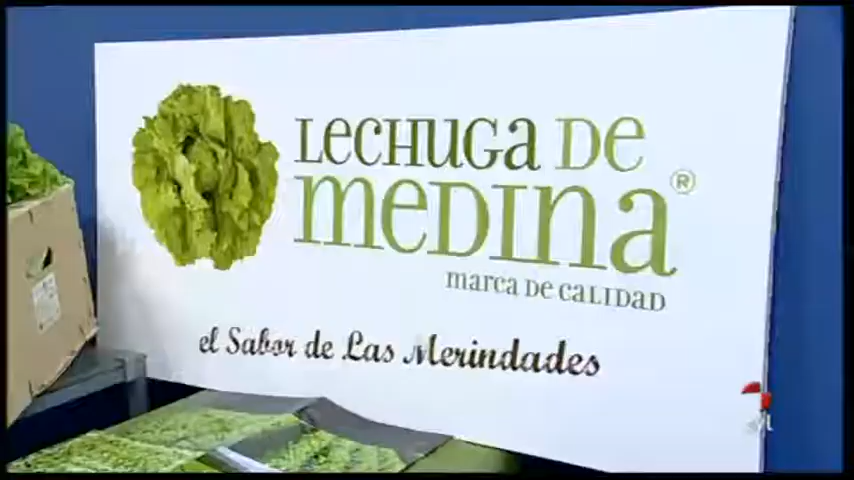 LECHUGA DE
MEDINA®
MARCA DE CALIDAD
el Sabor de Las Merindades